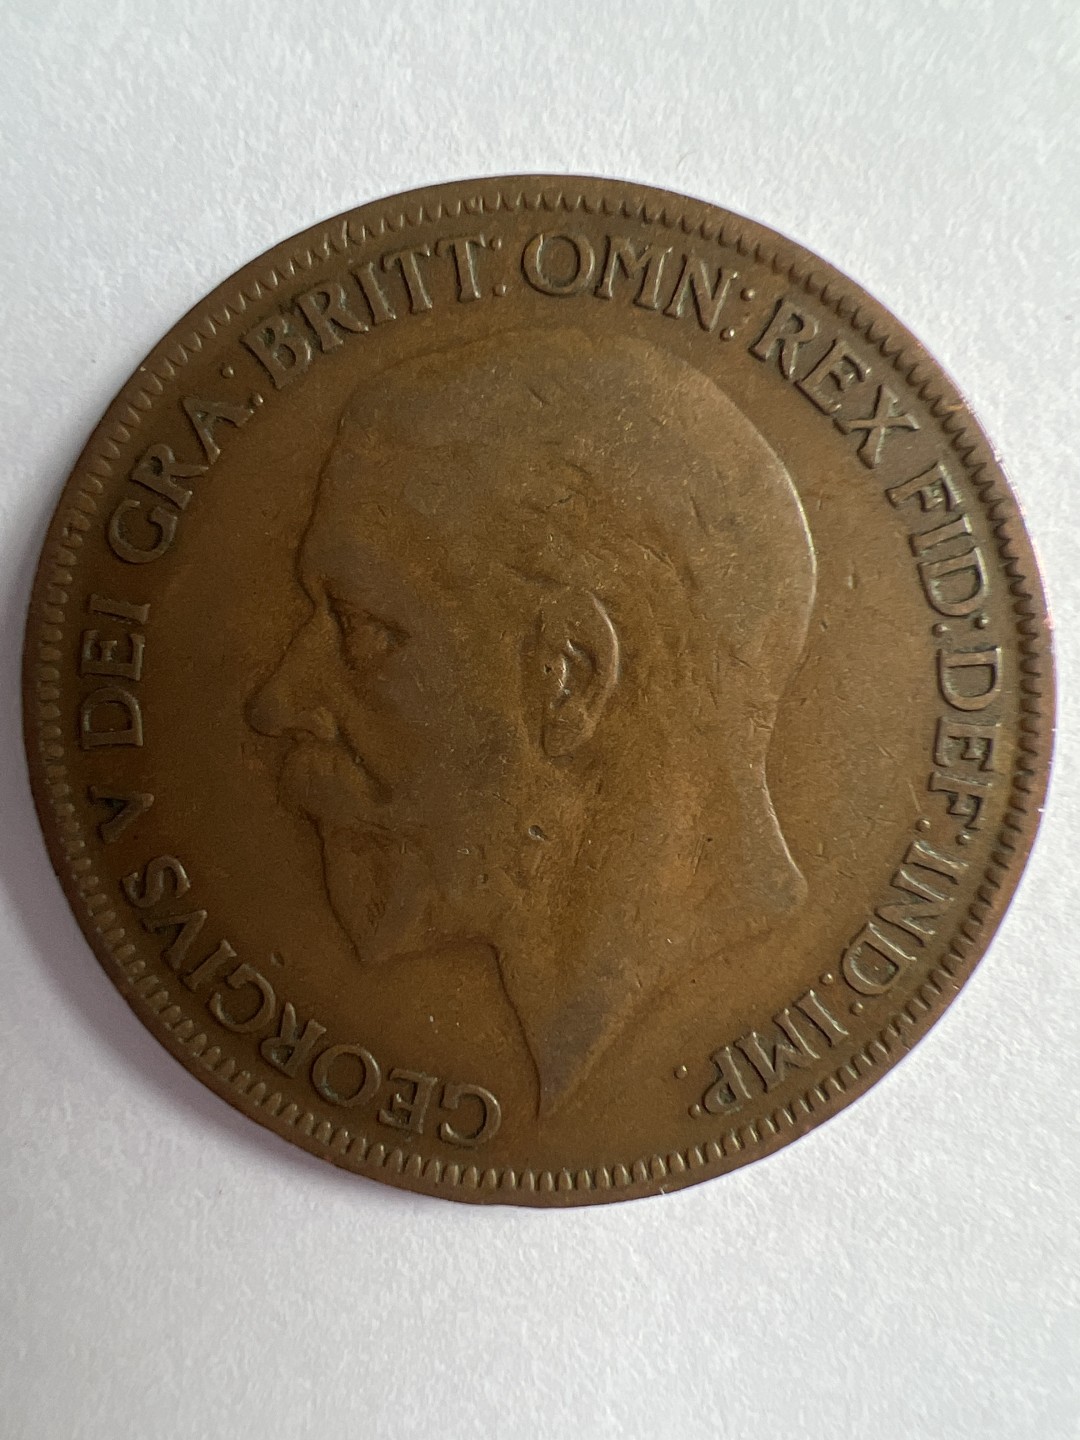 GEORGIVS V DEI GRA: BRITT: OMN: REX FID: DEF: IND: IMP: